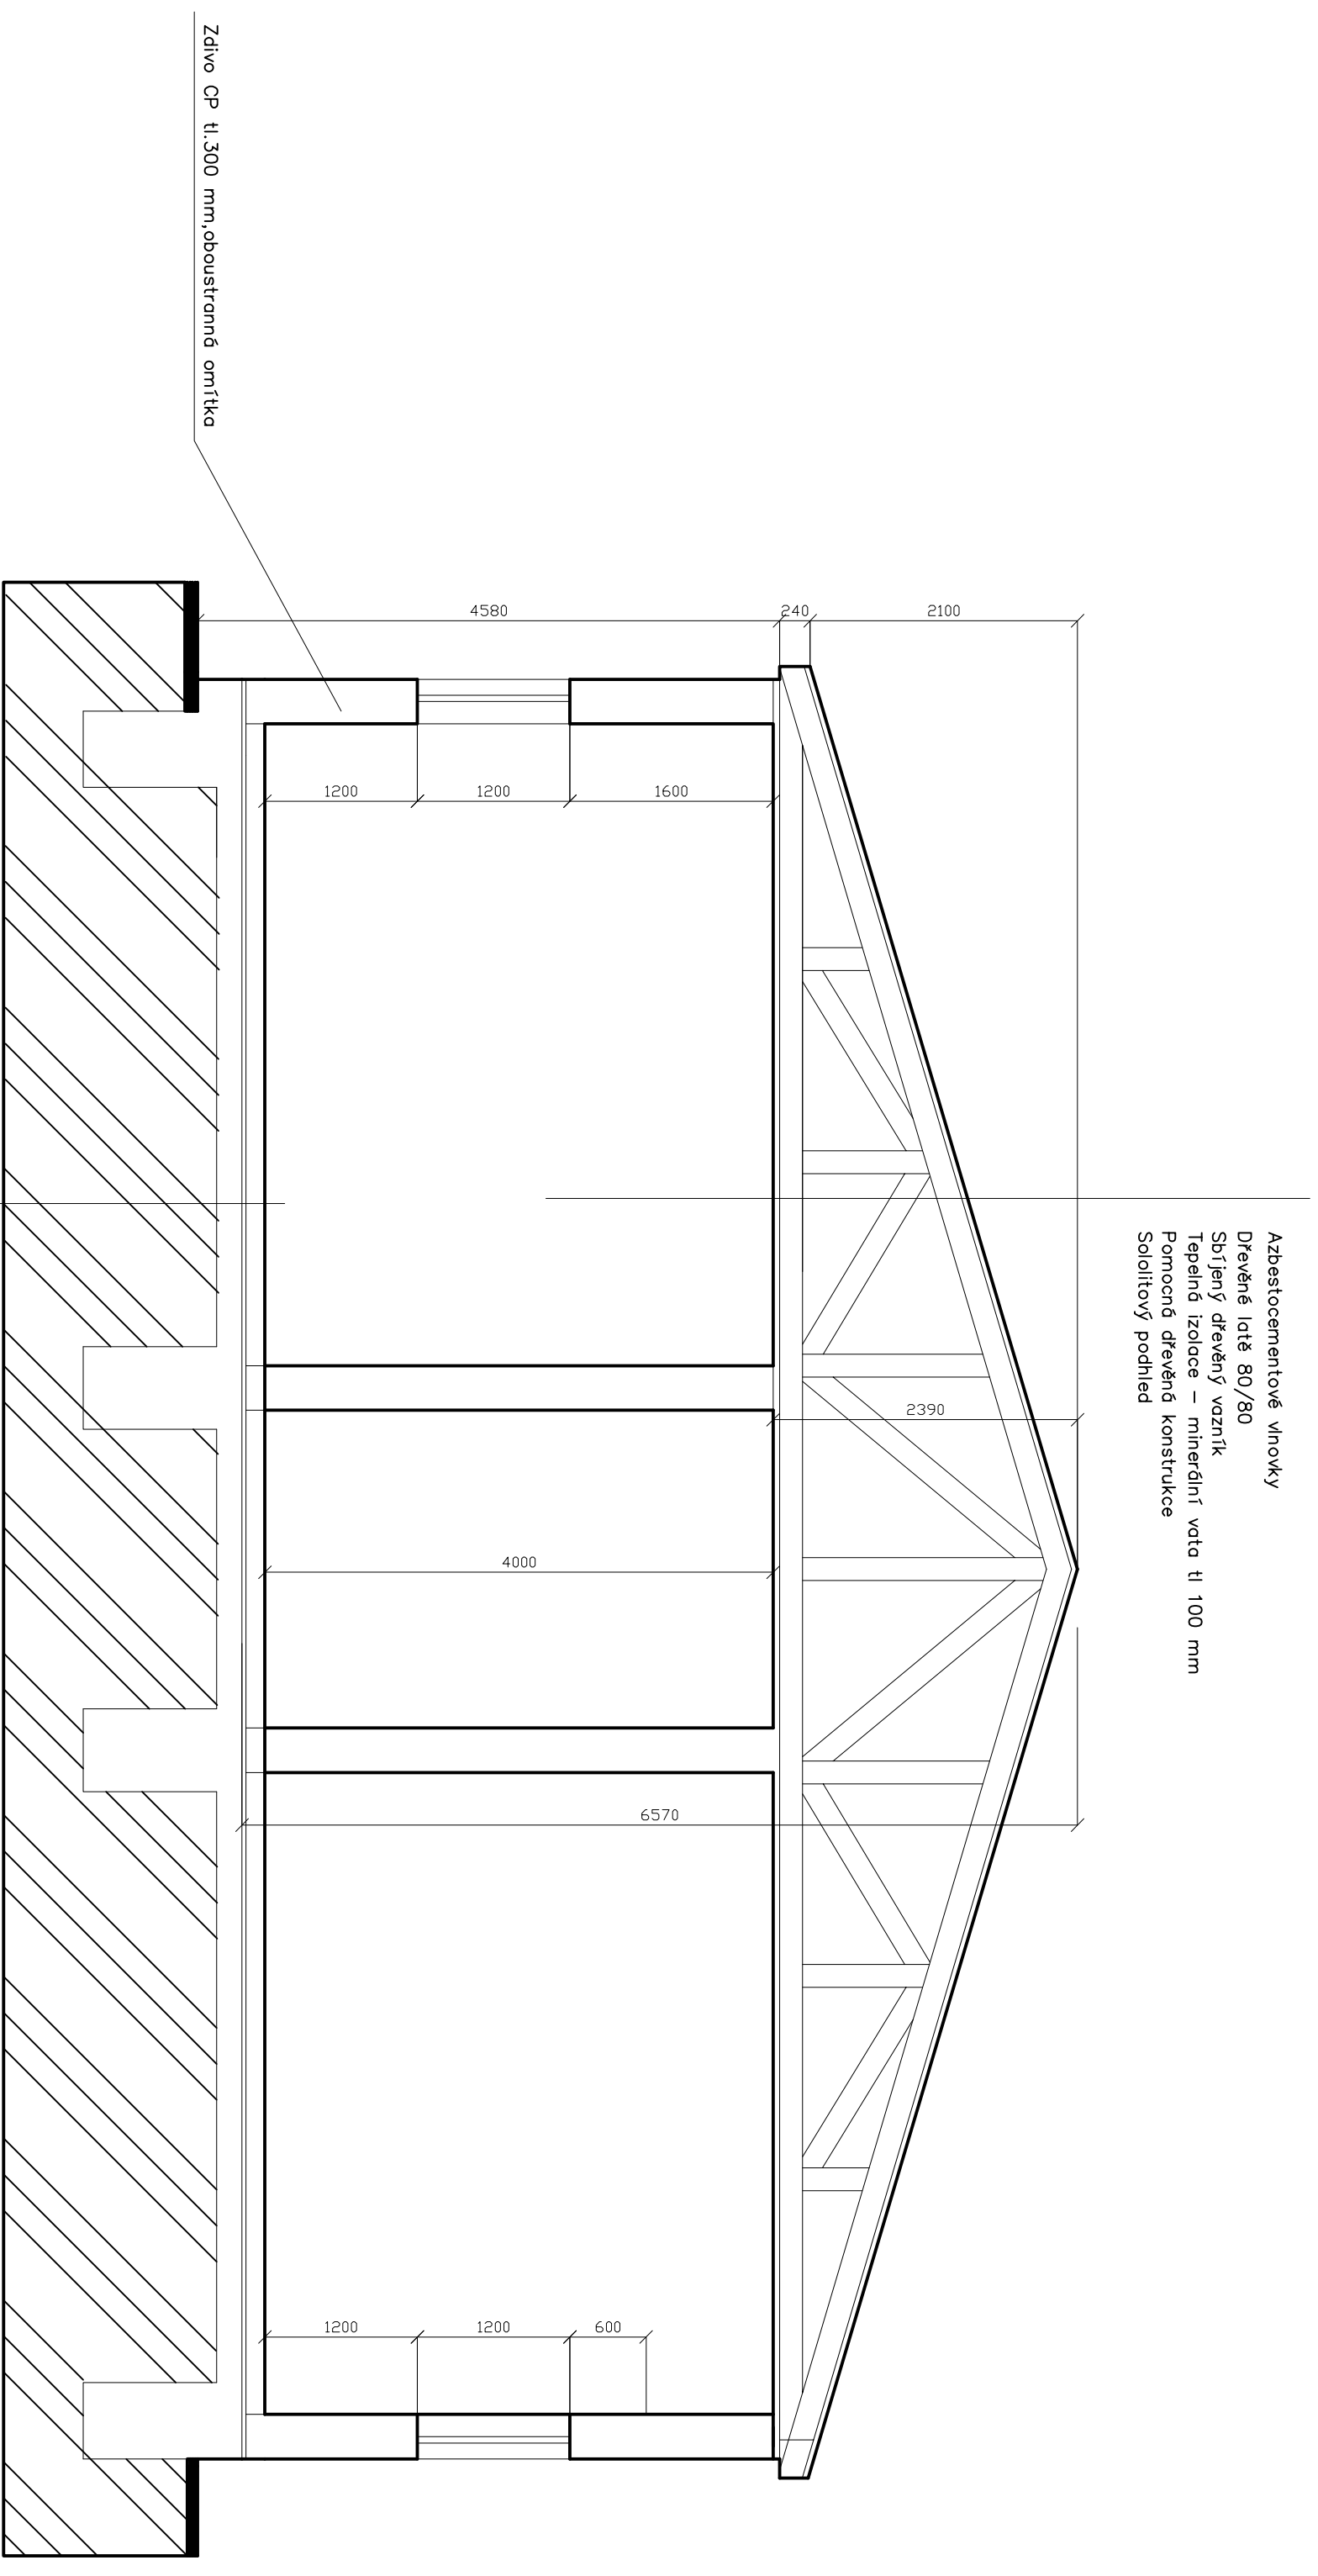 Azbestocementové vlnovky
Dřevěné latě 80/80
Sbíjený dřevěný vazník
Tepelná izolace – minerální vata tl 100 mm
Pomocná dřevěná konstrukce
Sololitový podhled
2100
240
4580
2390
1600
1200
1200
4000
6570
600
1200
1200
Zdivo CP tl.300 mm,oboustranná omítka